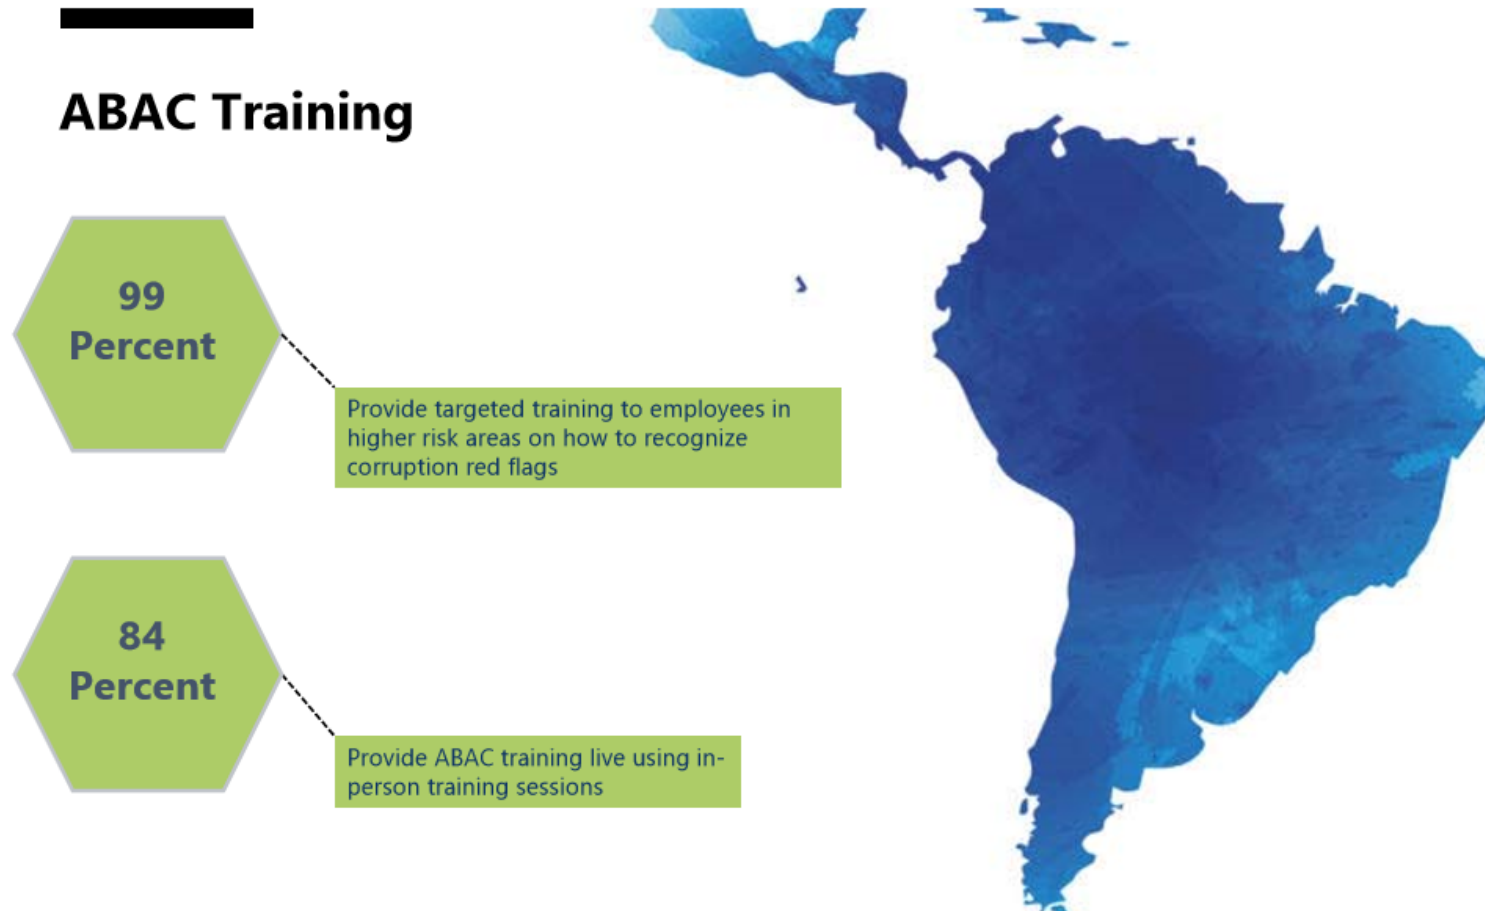 ABAC Training
99
Percent
Provide targeted training to employees in
higher risk areas on how to recognize
corruption red flags
84
Percent
Provide ABAC training live using in-
person training sessions